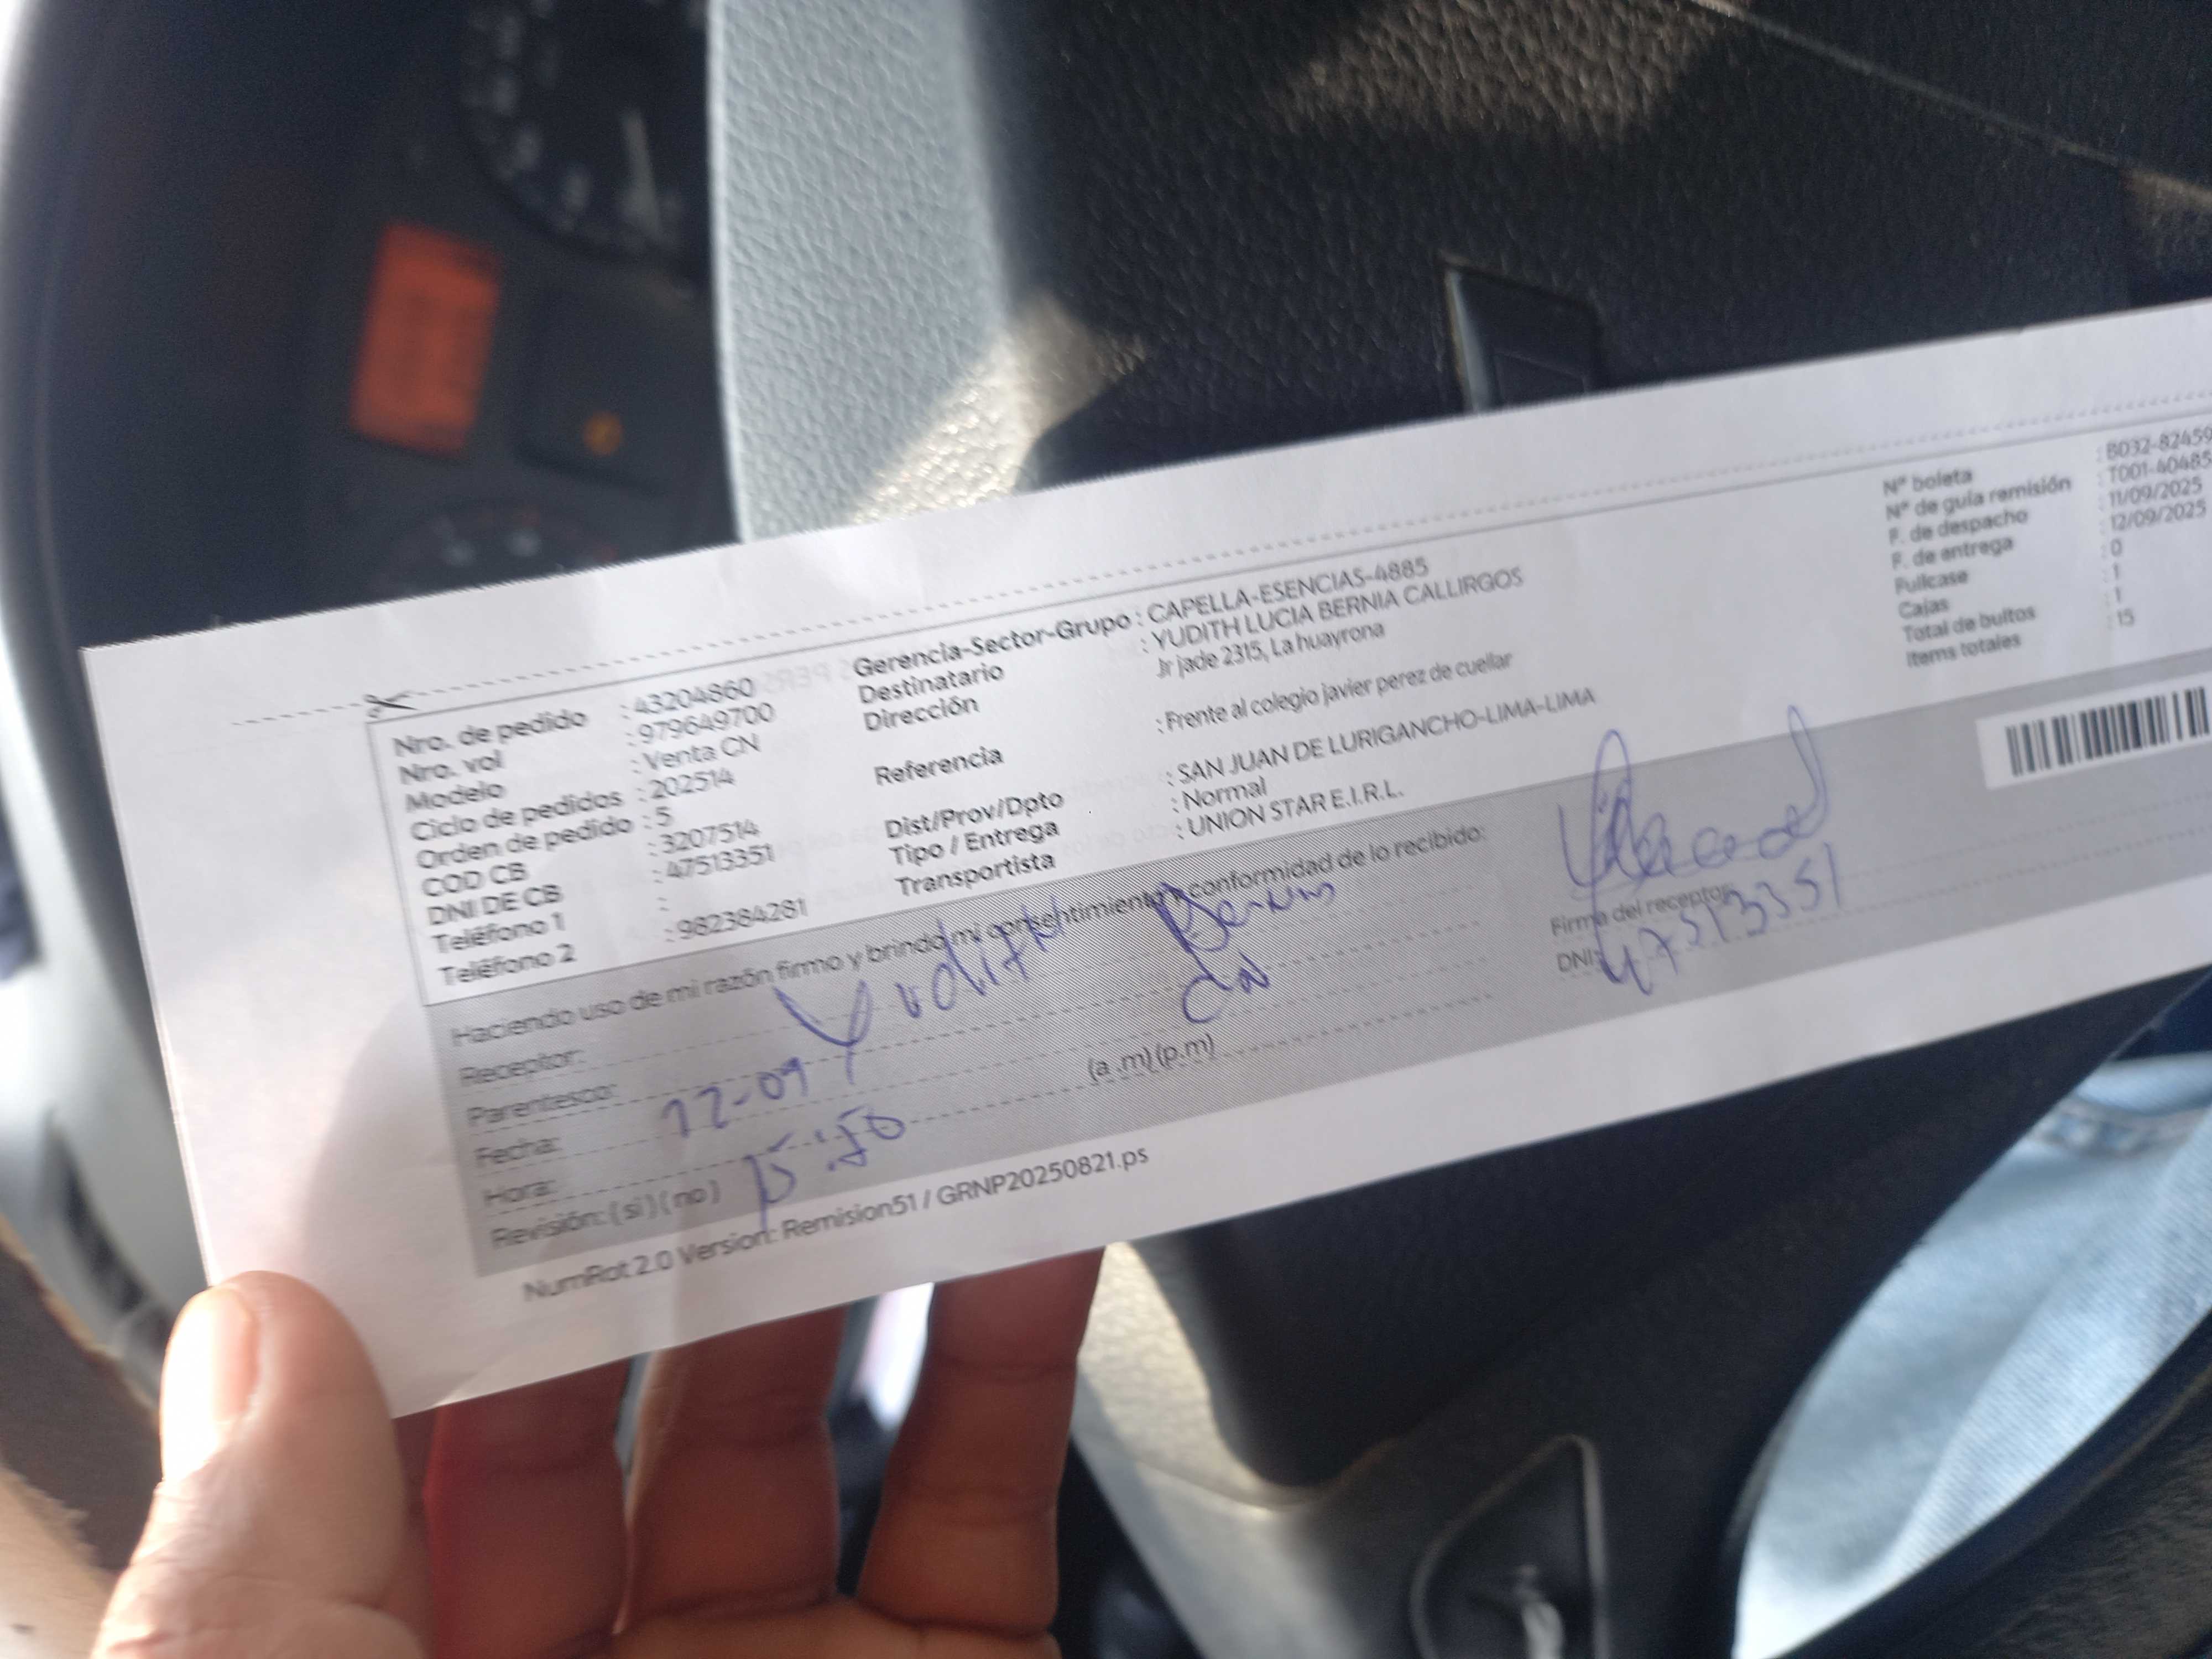 Nro. de pedido : 43204860
Nro. vol : 979649700
Modelo : Venta CN
Ciclo de pedidos : 202514
Orden de pedido : 5
COD CB : 3207514
DNI DE CB : 47513351
Teléfono 1 :
Teléfono 2 : 982384281
Gerencia-Sector-Grupo : CAPELLA-ESENCIAS-4885
Destinatario : YUDITH LUCIA BERNIA CALLIRGOS
Dirección Jr jade 2315, La huayrona
Referencia : Frente al colegio javier perez de cuellar
Dist/Prov/Dpto : SAN JUAN DE LURIGANCHO-LIMA-LIMA
Tipo / Entrega : Normal
Transportista : UNION STAR E.I.R.L.
N° boleta : B032-82459
N° de guía remisión : T001-40485
F. de despacho : 11/09/2025
F. de entrega : 12/09/2025
Fullcase : 0
Cajas : 1
Total de bultos : 1
Items totales : 15
Haciendo uso de mi razón firmo y brindo mi consentimiento y conformidad de lo recibido:
Receptor: Yudith
Parentesco: CN
Fecha: 12-09
Hora: 15:50 (a .m) (p.m)
Revisión: ( si ) ( no )
Firma del receptor
DNI: 47513351
NumRot 2.0 Version: Remision51 / GRNP20250821.ps